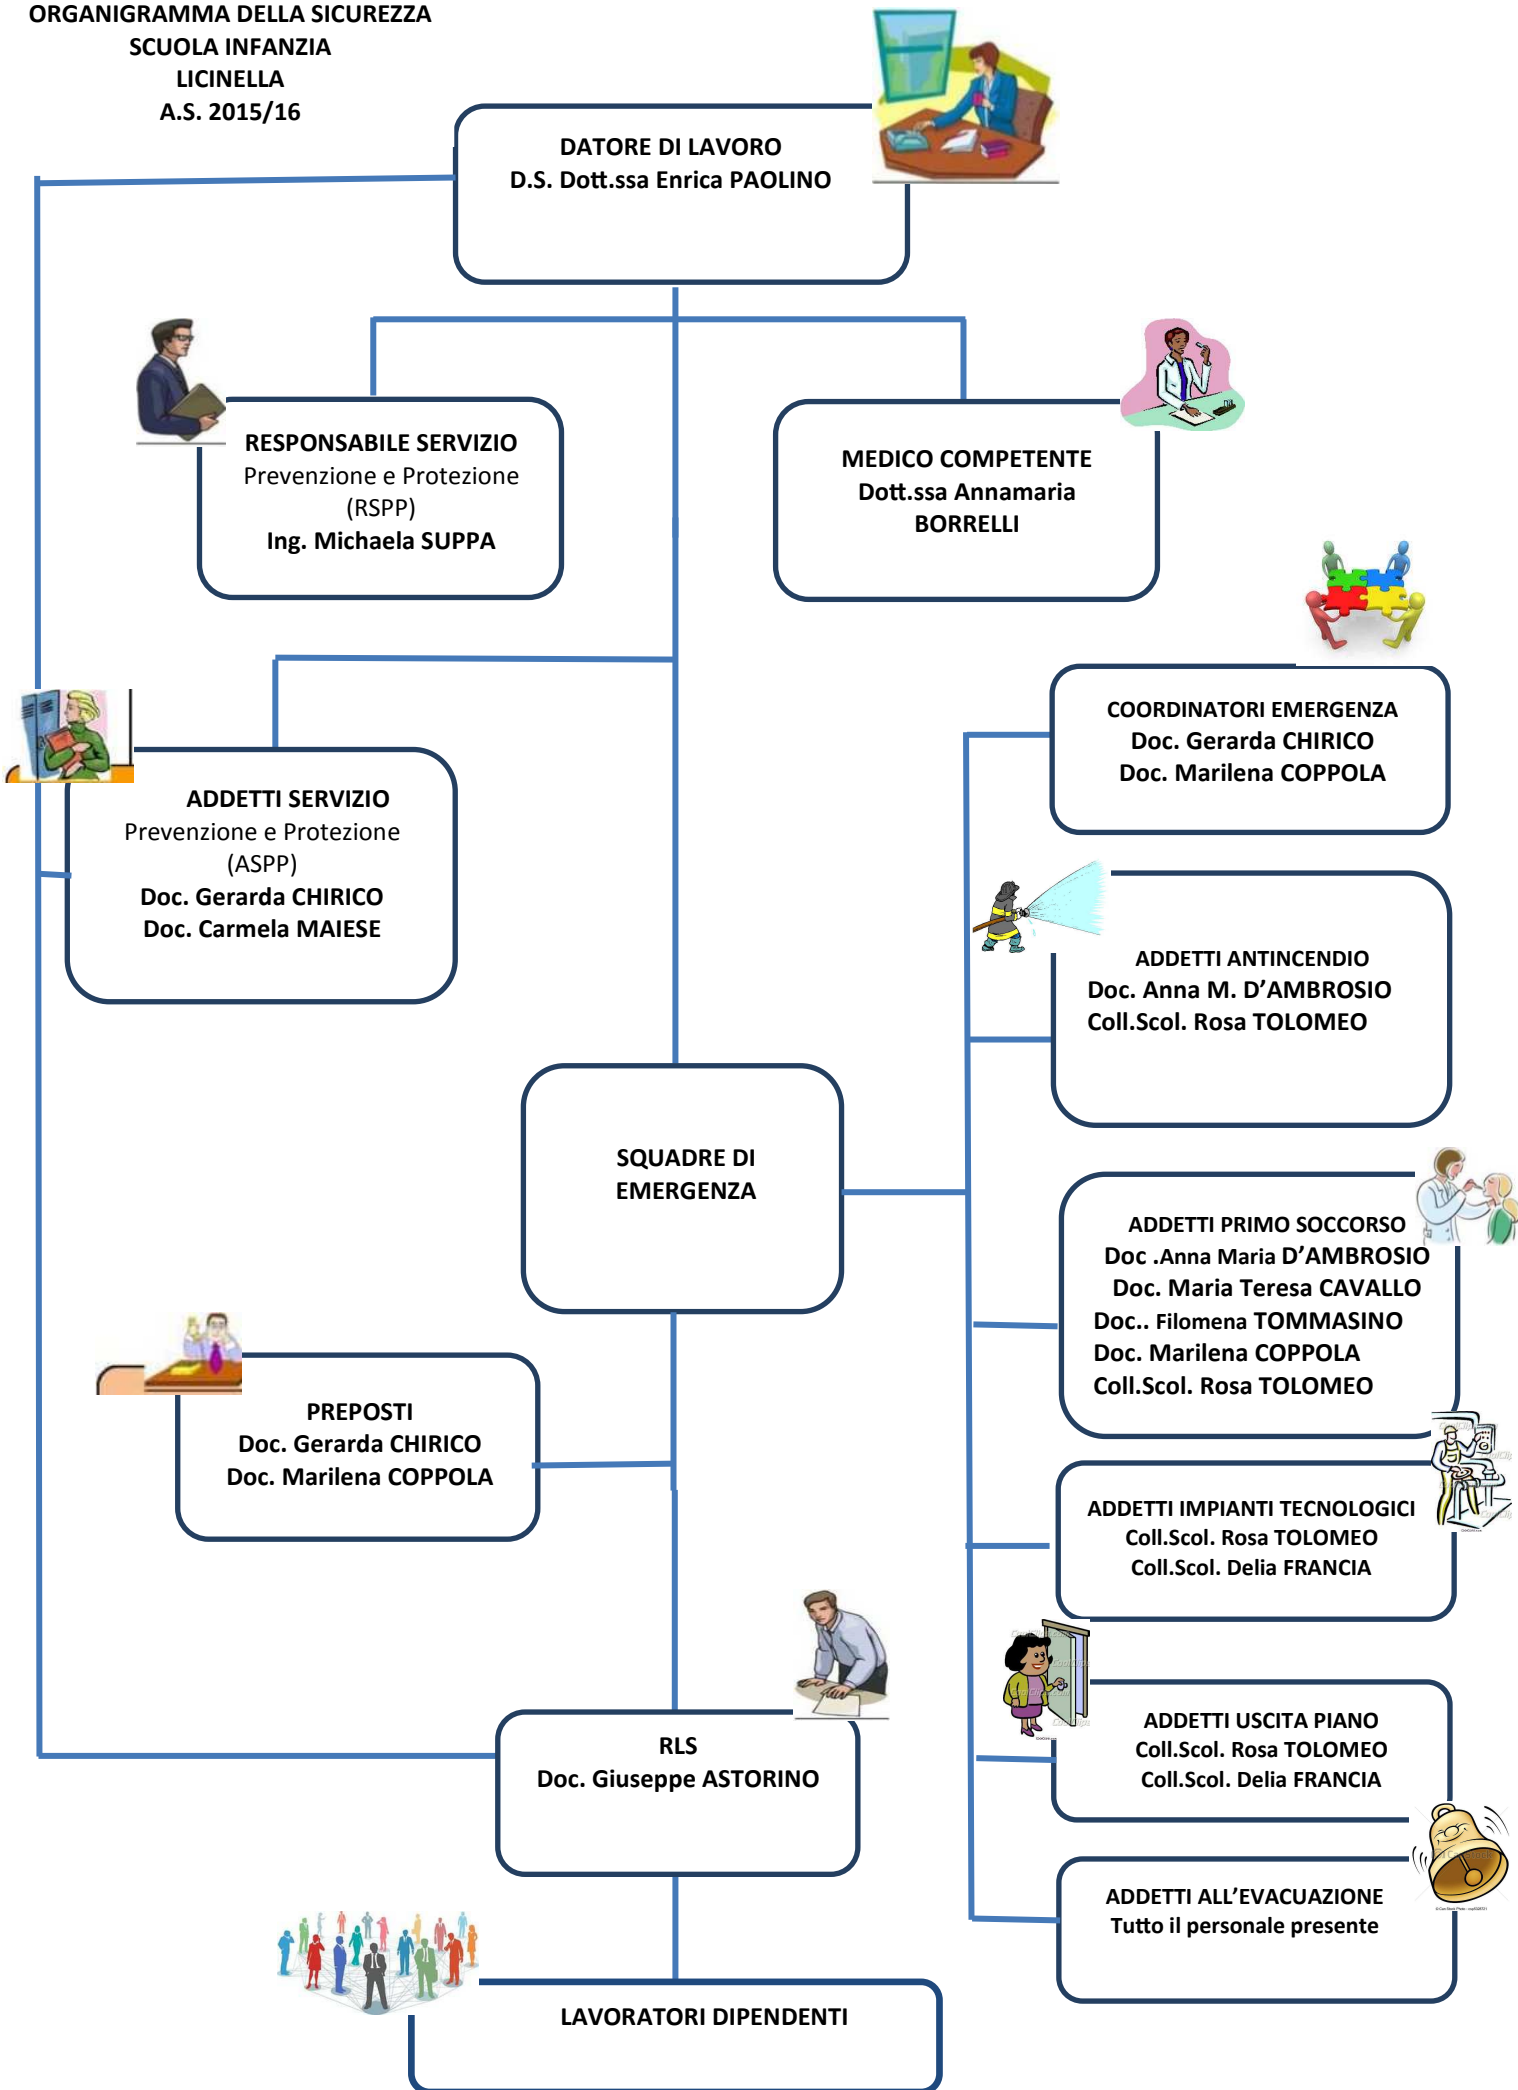 ORGANIGRAMMA DELLA SICUREZZA
SCUOLA INFANZIA
LICINELLA
A.S. 2015/16
DATORE DI LAVORO
D.S. Dott.ssa Enrica PAOLINO
RESPONSABILE SERVIZIO
Prevenzione e Protezione
(RSPP)
Ing. Michaela SUPPA
MEDICO COMPETENTE
Dott.ssa Annamaria
BORRELLI
COORDINATORI EMERGENZA
Doc. Gerarda CHIRICO
Doc. Marilena COPPOLA
ADDETTI SERVIZIO
Prevenzione e Protezione
(ASPP)
Doc. Gerarda CHIRICO
Doc. Carmela MAIESE
ADDETTI ANTINCENDIO
Doc. Anna M. D’AMBROSIO
Coll.Scol. Rosa TOLOMEO
SQUADRE DI
EMERGENZA
ADDETTI PRIMO SOCCORSO
Doc .Anna Maria D’AMBROSIO
Doc. Maria Teresa CAVALLO
Doc.. Filomena TOMMASINO
Doc. Marilena COPPOLA
Coll.Scol. Rosa TOLOMEO
PREPOSTI
Doc. Gerarda CHIRICO
Doc. Marilena COPPOLA
ADDETTI IMPIANTI TECNOLOGICI
Coll.Scol. Rosa TOLOMEO
Coll.Scol. Delia FRANCIA
RLS
Doc. Giuseppe ASTORINO
ADDETTI USCITA PIANO
Coll.Scol. Rosa TOLOMEO
Coll.Scol. Delia FRANCIA
ADDETTI ALL’EVACUAZIONE
Tutto il personale presente
LAVORATORI DIPENDENTI